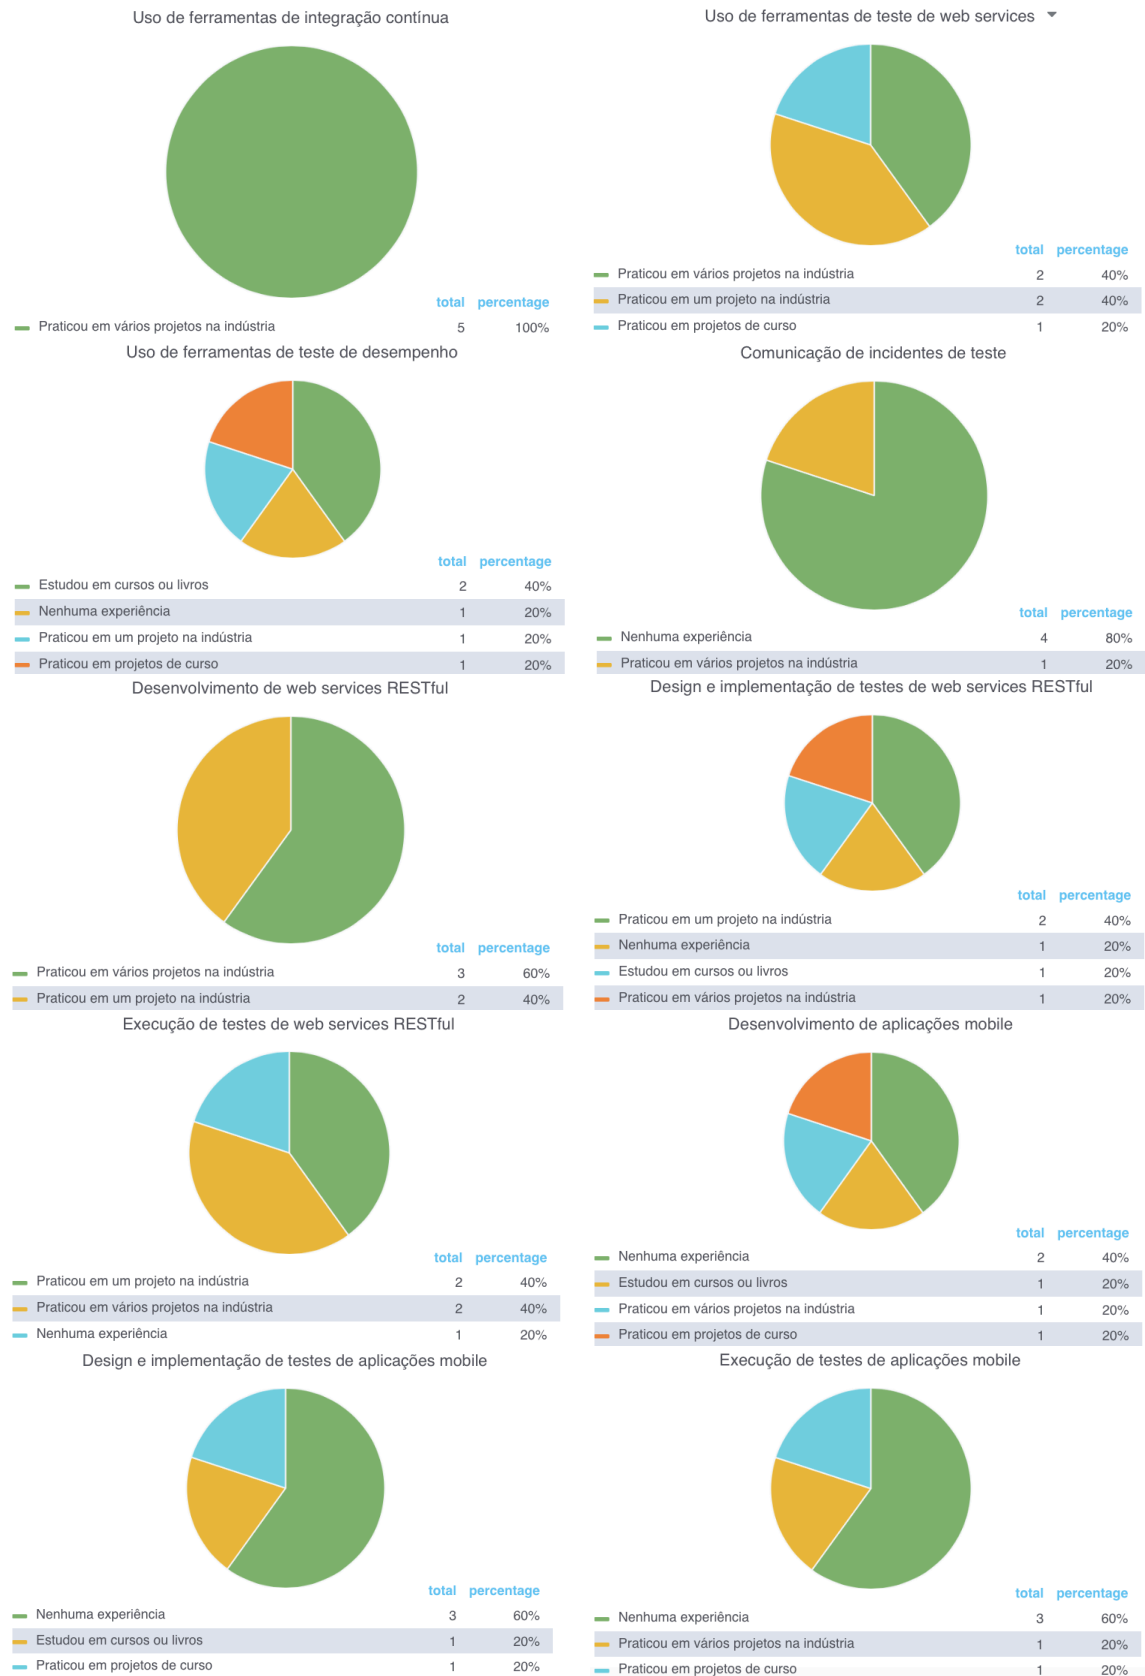 Uso de ferramentas de integração contínua
total percentage
Praticou em vários projetos na indústria 5 100%
Uso de ferramentas de teste de web services
total percentage
Praticou em vários projetos na indústria 2 40%
Praticou em um projeto na indústria 2 40%
Praticou em projetos de curso 1 20%
Uso de ferramentas de teste de desempenho
total percentage
Estudou em cursos ou livros 2 40%
Nenhuma experiência 1 20%
Praticou em um projeto na indústria 1 20%
Praticou em projetos de curso 1 20%
Comunicação de incidentes de teste
total percentage
Nenhuma experiência 4 80%
Praticou em vários projetos na indústria 1 20%
Desenvolvimento de web services RESTful
total percentage
Praticou em vários projetos na indústria 3 60%
Praticou em um projeto na indústria 2 40%
Design e implementação de testes de web services RESTful
total percentage
Praticou em um projeto na indústria 2 40%
Nenhuma experiência 1 20%
Estudou em cursos ou livros 1 20%
Praticou em vários projetos na indústria 1 20%
Execução de testes de web services RESTful
total percentage
Praticou em um projeto na indústria 2 40%
Praticou em vários projetos na indústria 2 40%
Nenhuma experiência 1 20%
Desenvolvimento de aplicações mobile
total percentage
Nenhuma experiência 2 40%
Estudou em cursos ou livros 1 20%
Praticou em vários projetos na indústria 1 20%
Praticou em projetos de curso 1 20%
Design e implementação de testes de aplicações mobile
total percentage
Nenhuma experiência 3 60%
Estudou em cursos ou livros 1 20%
Praticou em projetos de curso 1 20%
Execução de testes de aplicações mobile
total percentage
Nenhuma experiência 3 60%
Praticou em vários projetos na indústria 1 20%
Praticou em projetos de curso 1 20%